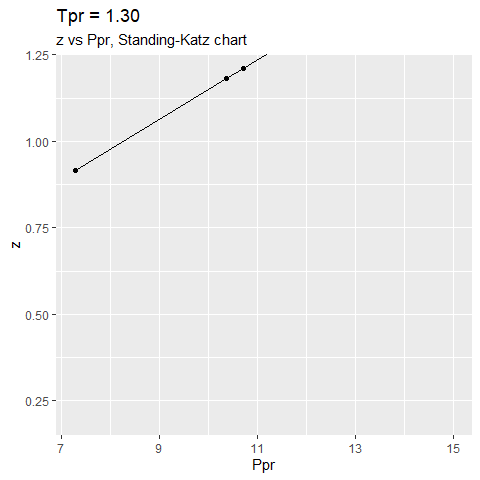 Tpr = 1.30
z vs Ppr, Standing-Katz chart
1.25
1.00
0.75
z
0.50
0.25
7 9 11 13 15
Ppr